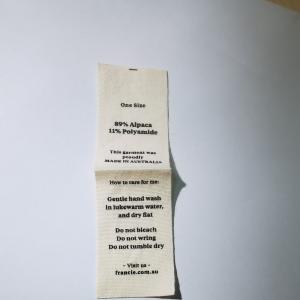 One Size
89% Alpaca
11% Polyamide
This garment was
proudly
MADE IN AUSTRALIA
How to care for me:
Gentle hand wash
in lukewarm water,
and dry flat
Do not bleach
Do not wring
Do not tumble dry
- Visit us -
francie.com.au